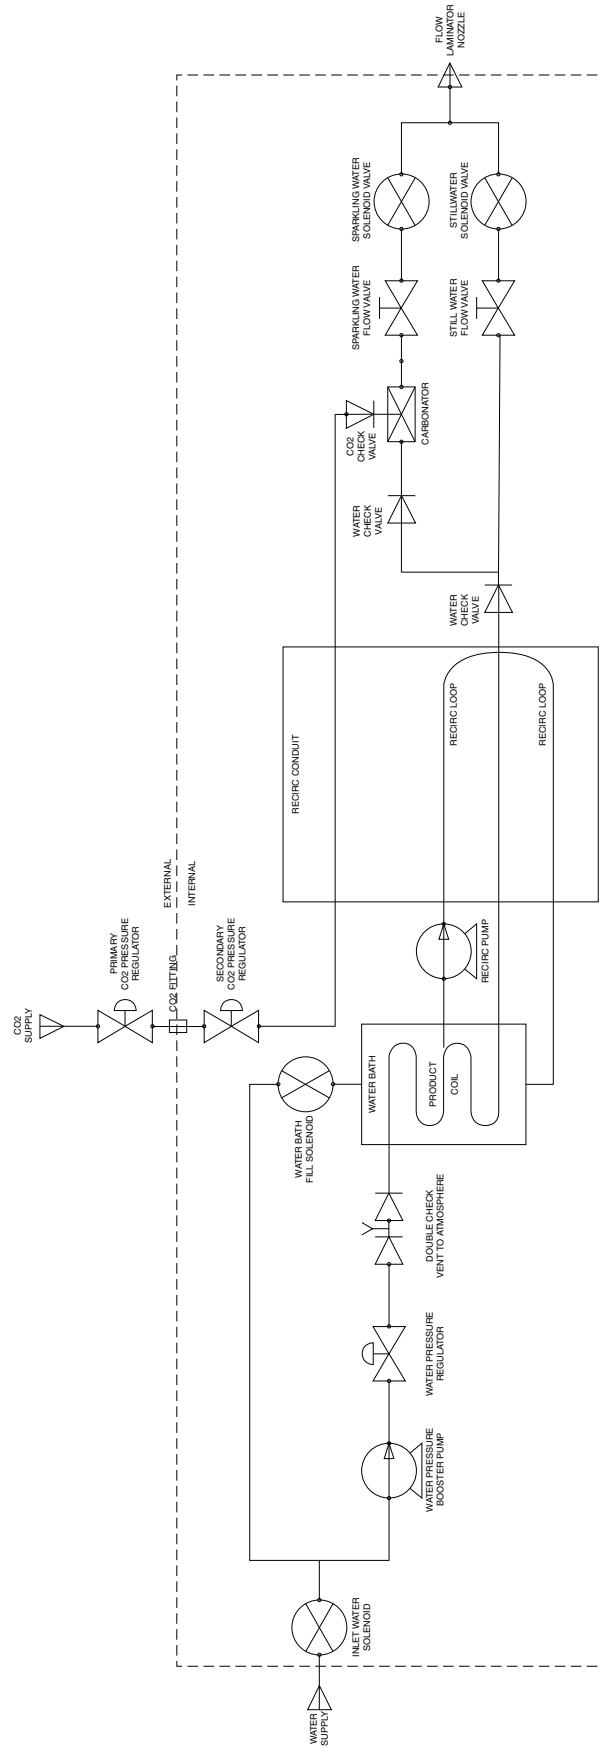 FLOW
LAMINATOR
NOZZLE
SPARKLING WATER
SOLENOID VALVE
STILLWATER
SOLENOID VALVE
SPARKLING WATER
FLOW VALVE
STILL WATER
FLOW VALVE
CO2
CHECK
VALVE
CARBONATOR
WATER
CHECK
VALVE
WATER
CHECK
VALVE
RECIRC CONDUIT
RECIRC LOOP
RECIRC LOOP
EXTERNAL
INTERNAL
CO2
SUPPLY
PRIMARY
CO2 PRESSURE
REGULATOR
CO2 FITTING
SECONDARY
CO2 PRESSURE
REGULATOR
RECIRC PUMP
WATER BATH
PRODUCT
COIL
WATER BATH
FILL SOLENOID
DOUBLE CHECK
VENT TO ATMOSPHERE
WATER PRESSURE
REGULATOR
WATER PRESSURE
BOOSTER PUMP
INLET WATER
SOLENOID
WATER
SUPPLY